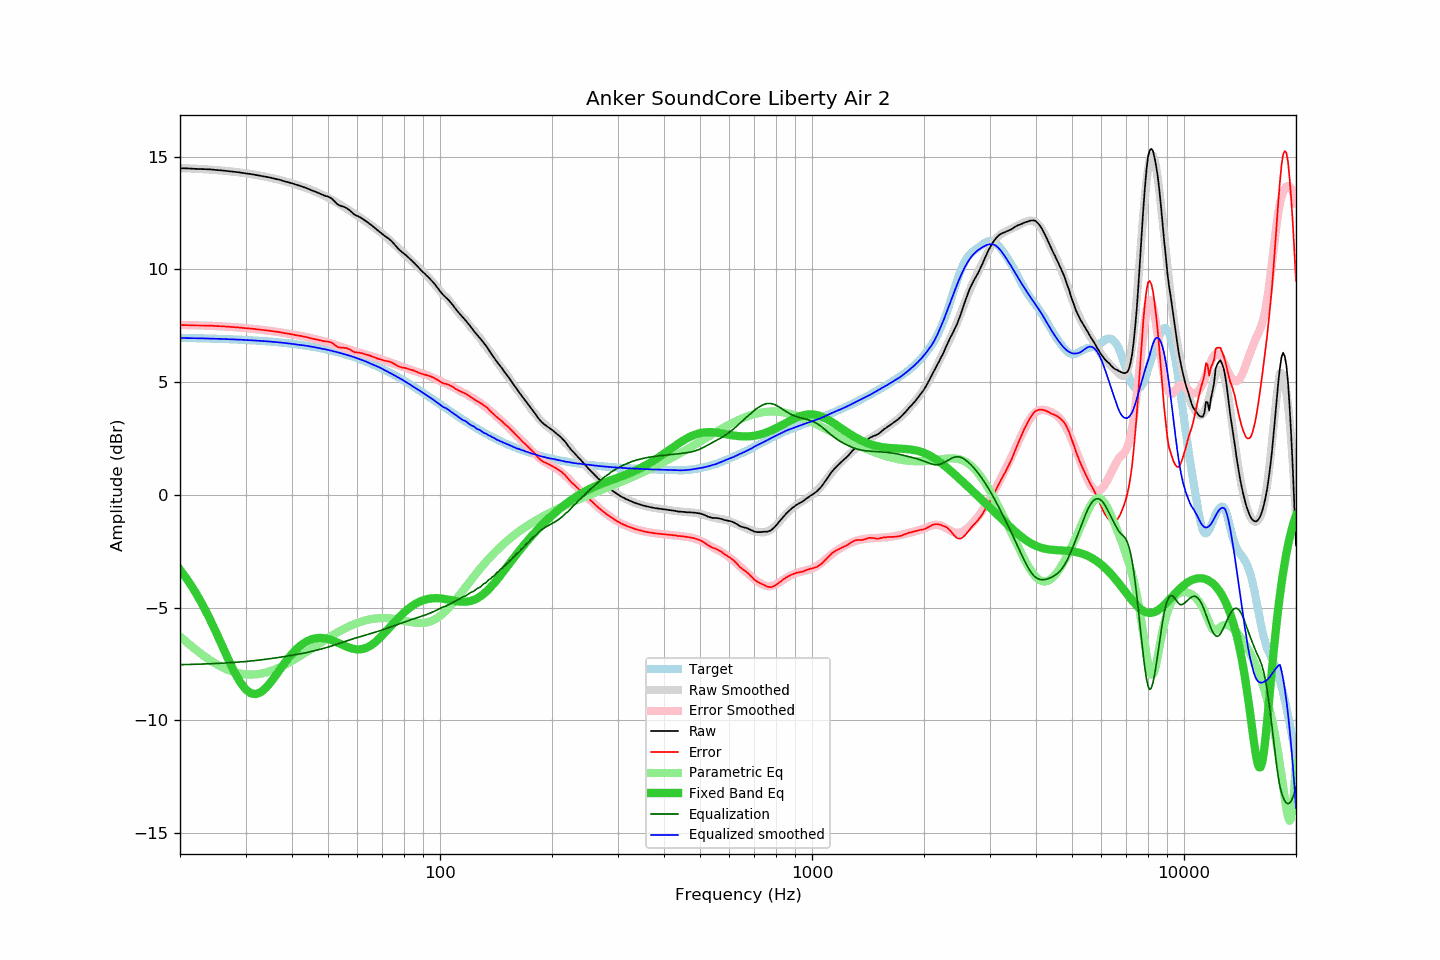 Anker SoundCore Liberty Air 2
15
10
5
0
−5
−10
−15
Amplitude (dBr)
Target
Raw Smoothed
Error Smoothed
Raw
Error
Parametric Eq
Fixed Band Eq
Equalization
Equalized smoothed
100
1000
10000
Frequency (Hz)